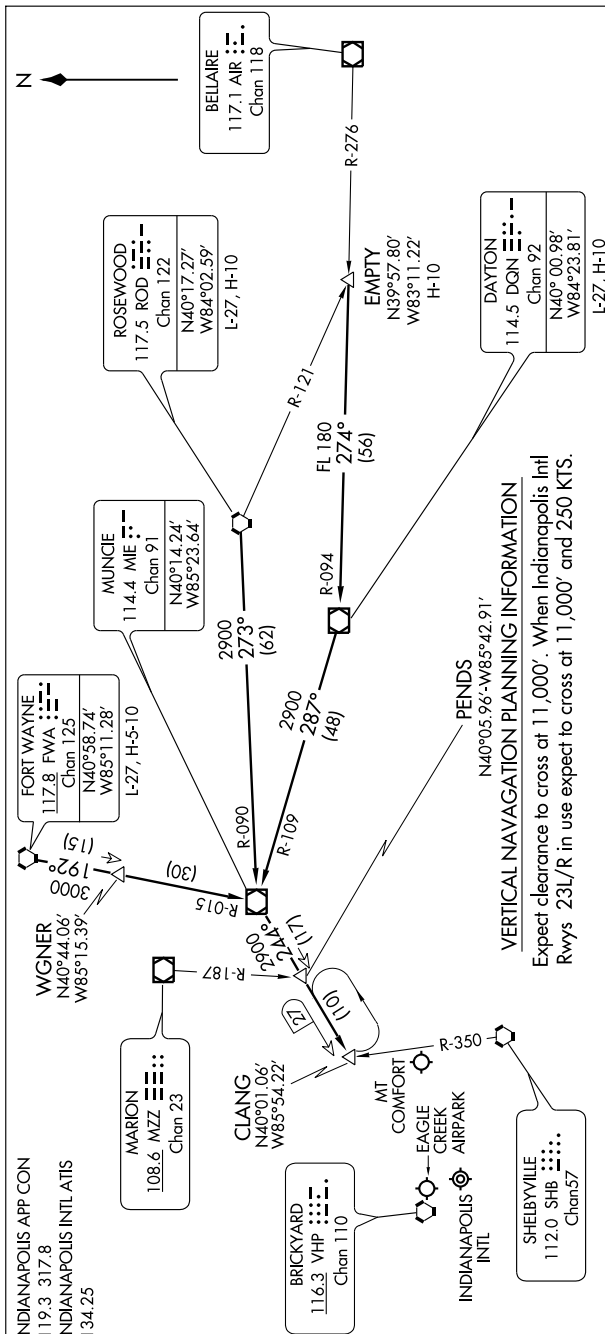 NDIANAPOLIS APP CON
119.3 317.8
NDIANAPOLIS INTL ATIS
134.25
N
FORT WAYNE
117.8 FWA
Chan 125
N40°58.74'
W85°11.28'
L-27, H-5-10
WGNER
N40°44.06'
W85°15.39'
(15)
192°
3000
(30)
R-015
MARION
108.6 MZZ
Chan 23
R-187
MUNCIE
114.4 MIE
Chan 91
N40°14.24'
W85°23.64'
ROSEWOOD
117.5 ROD
Chan 122
N40°17.27'
W84°02.59'
L-27, H-10
BELLAIRE
117.1 AIR
Chan 118
R-276
R-121
EMPTY
N39°57.80'
W83°11.22'
H-10
FL 180
274°
(56)
R-094
2900
273°
(62)
R-090
2900
287°
(48)
R-109
DAYTON
114.5 DQN
Chan 92
N40° 00.98'
W84°23.81'
L-27, H-10
2900
244°
(17)
27
(10)
CLANG
N40°01.06'
W85°54.22'
PENDS
N40°05.96'-W85°42.91'
BRICKYARD
116.3 VHP
Chan 110
EAGLE
CREEK
AIRPARK
MT
COMFORT
INDIANAPOLIS
INTL
R-350
SHELBYVILLE
112.0 SHB
Chan57
VERTICAL NAVAGATION PLANNING INFORMATION
Expect clearance to cross at 11,000'. When Indianapolis Intl
Rwys 23L/R in use expect to cross at 11,000' and 250 KTS.